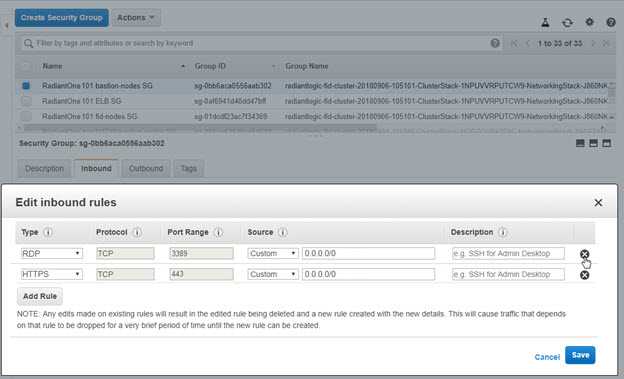 Create Security Group Actions
Filter by tags and attributes or search by keyword 1 to 33 of 33
Name Group ID Group Name
RadiantOne 101 bastion-nodes SG sg-0bb6aca0556aab302 radiantlogic-fid-cluster-20180906-105101-ClusterStack-1NPUVVRPUTCW9-NetworkingStack-J860NK
RadiantOne 101 ELB SG sg-0af6941d46dd47bff radiantlogic-fid-cluster-20180906-105101-ClusterStack-1NPUVVRPUTCW9-NetworkingStack-J860NK
RadiantOne 101 fid-nodes SG sg-01dcdf23ac7f34369 radiantlogic-fid-cluster-20180906-105101-ClusterStack-1NPUVVRPUTCW9-NetworkingStack-J860NK
Security Group: sg-0bb6aca0556aab302
Description Inbound Outbound Tags
Edit inbound rules
Type Protocol Port Range Source Description
RDP TCP 3389 Custom 0.0.0.0/0 e.g. SSH for Admin Desktop
HTTPS TCP 443 Custom 0.0.0.0/0 e.g. SSH for Admin Desktop
Add Rule
NOTE: Any edits made on existing rules will result in the edited rule being deleted and a new rule created with the new details. This will cause traffic that depends
on that rule to be dropped for a very brief period of time until the new rule can be created.
Cancel Save